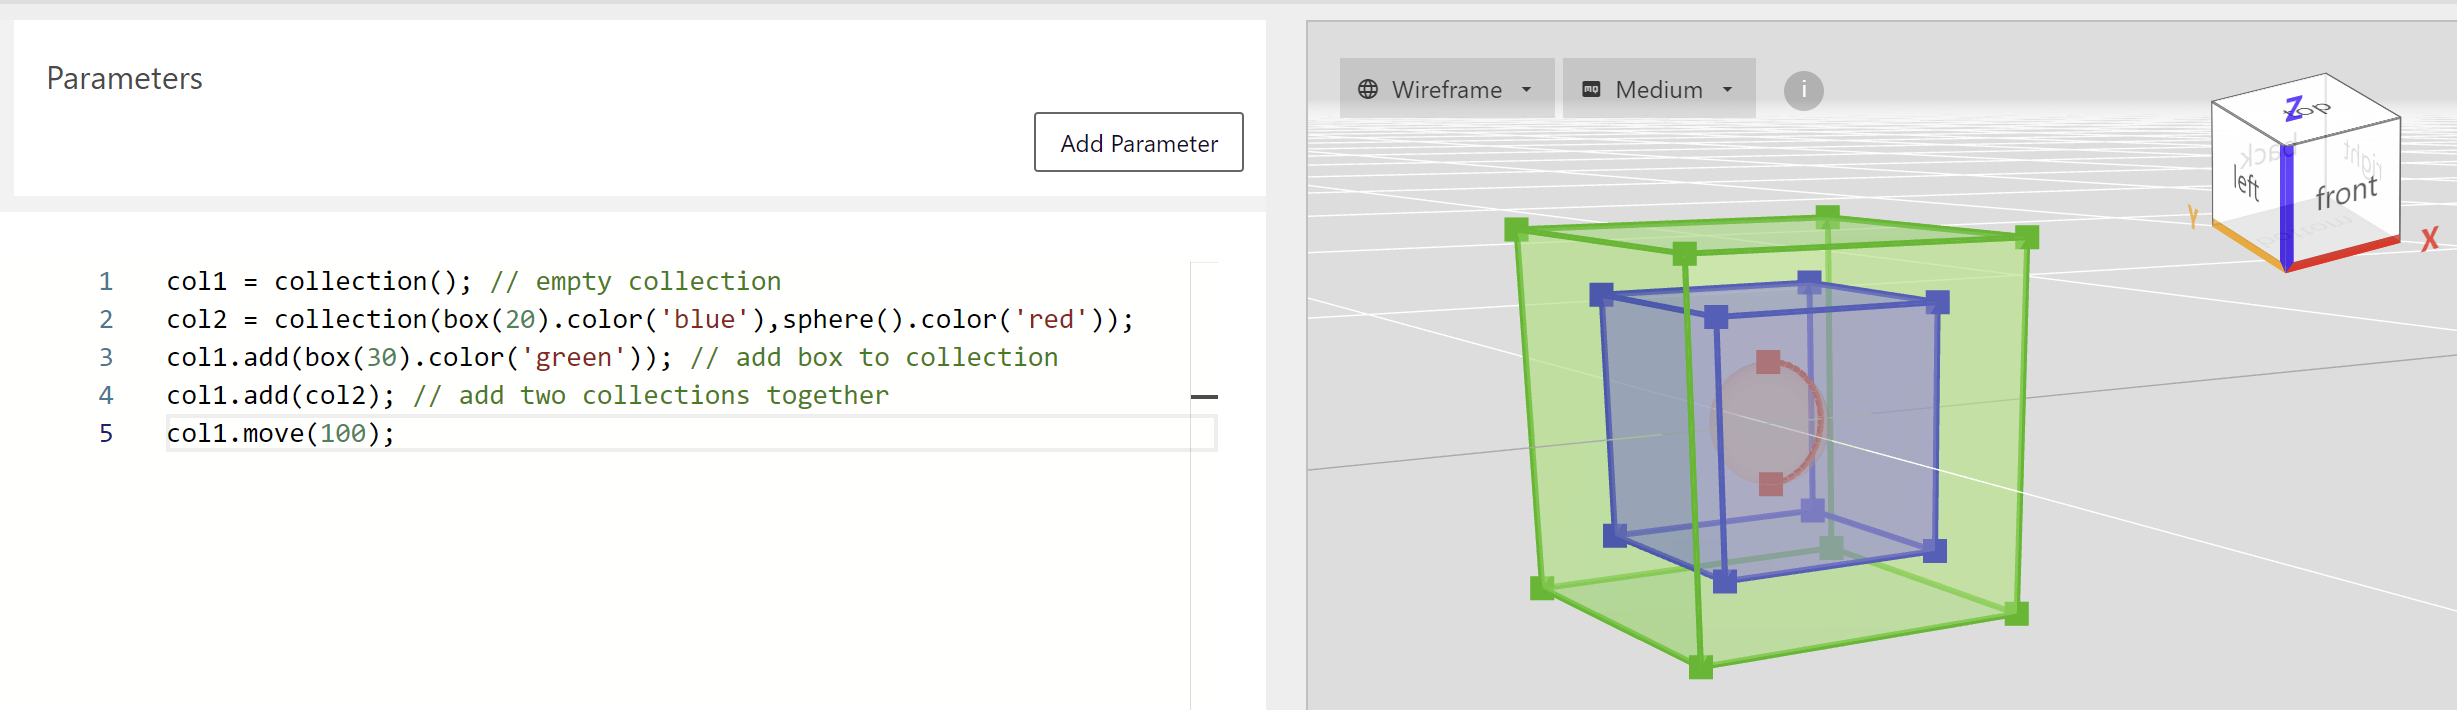 Parameters
Add Parameter
1 col1 = collection(); // empty collection
2 col2 = collection(box(20).color('blue'),sphere().color('red'));
3 col1.add(box(30).color('green')); // add box to collection
4 col1.add(col2); // add two collections together
5 col1.move(100);
Wireframe
MQ Medium
i
Z top
back right
left front
bottom
Y X